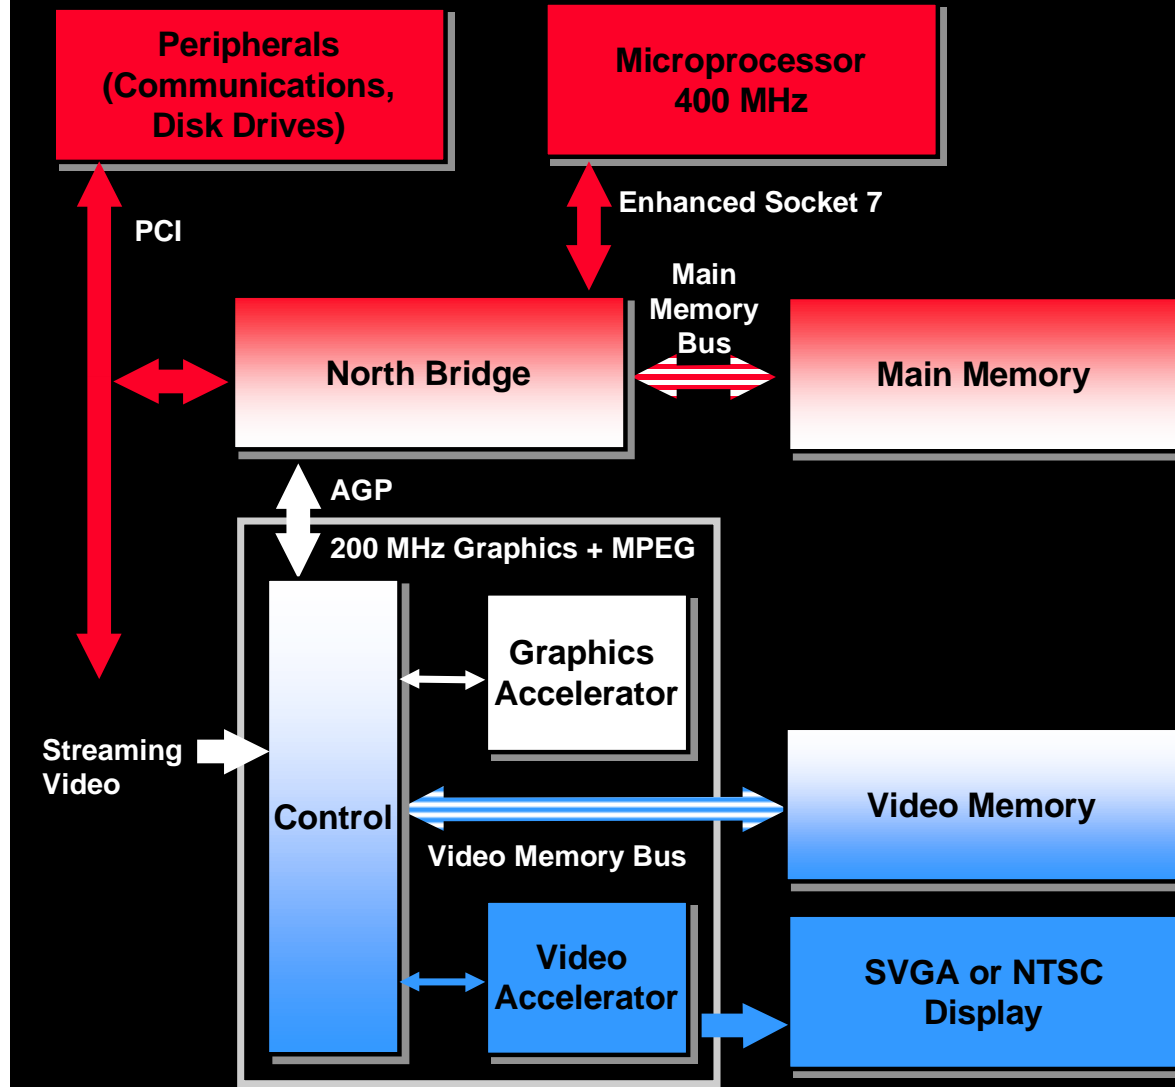 Peripherals
(Communications,
Disk Drives)
Microprocessor
400 MHz
PCI
Enhanced Socket 7
Main
Memory
Bus
North Bridge
Main Memory
AGP
200 MHz Graphics + MPEG
Graphics
Accelerator
Streaming
Video
Control
Video Memory
Video Memory Bus
Video
Accelerator
SVGA or NTSC
Display